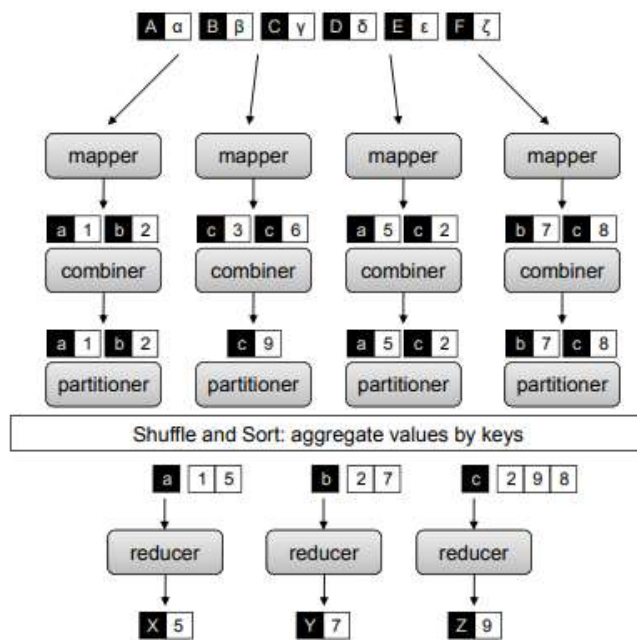 A α B β C γ D δ E ε F ζ
mapper mapper mapper mapper
a 1 b 2 c 3 c 6 a 5 c 2 b 7 c 8
combiner combiner combiner combiner
a 1 b 2 c 9 a 5 c 2 b 7 c 8
partitioner partitioner partitioner partitioner
Shuffle and Sort: aggregate values by keys
a 1 5 b 2 7 c 2 9 8
reducer reducer reducer
X 5 Y 7 Z 9